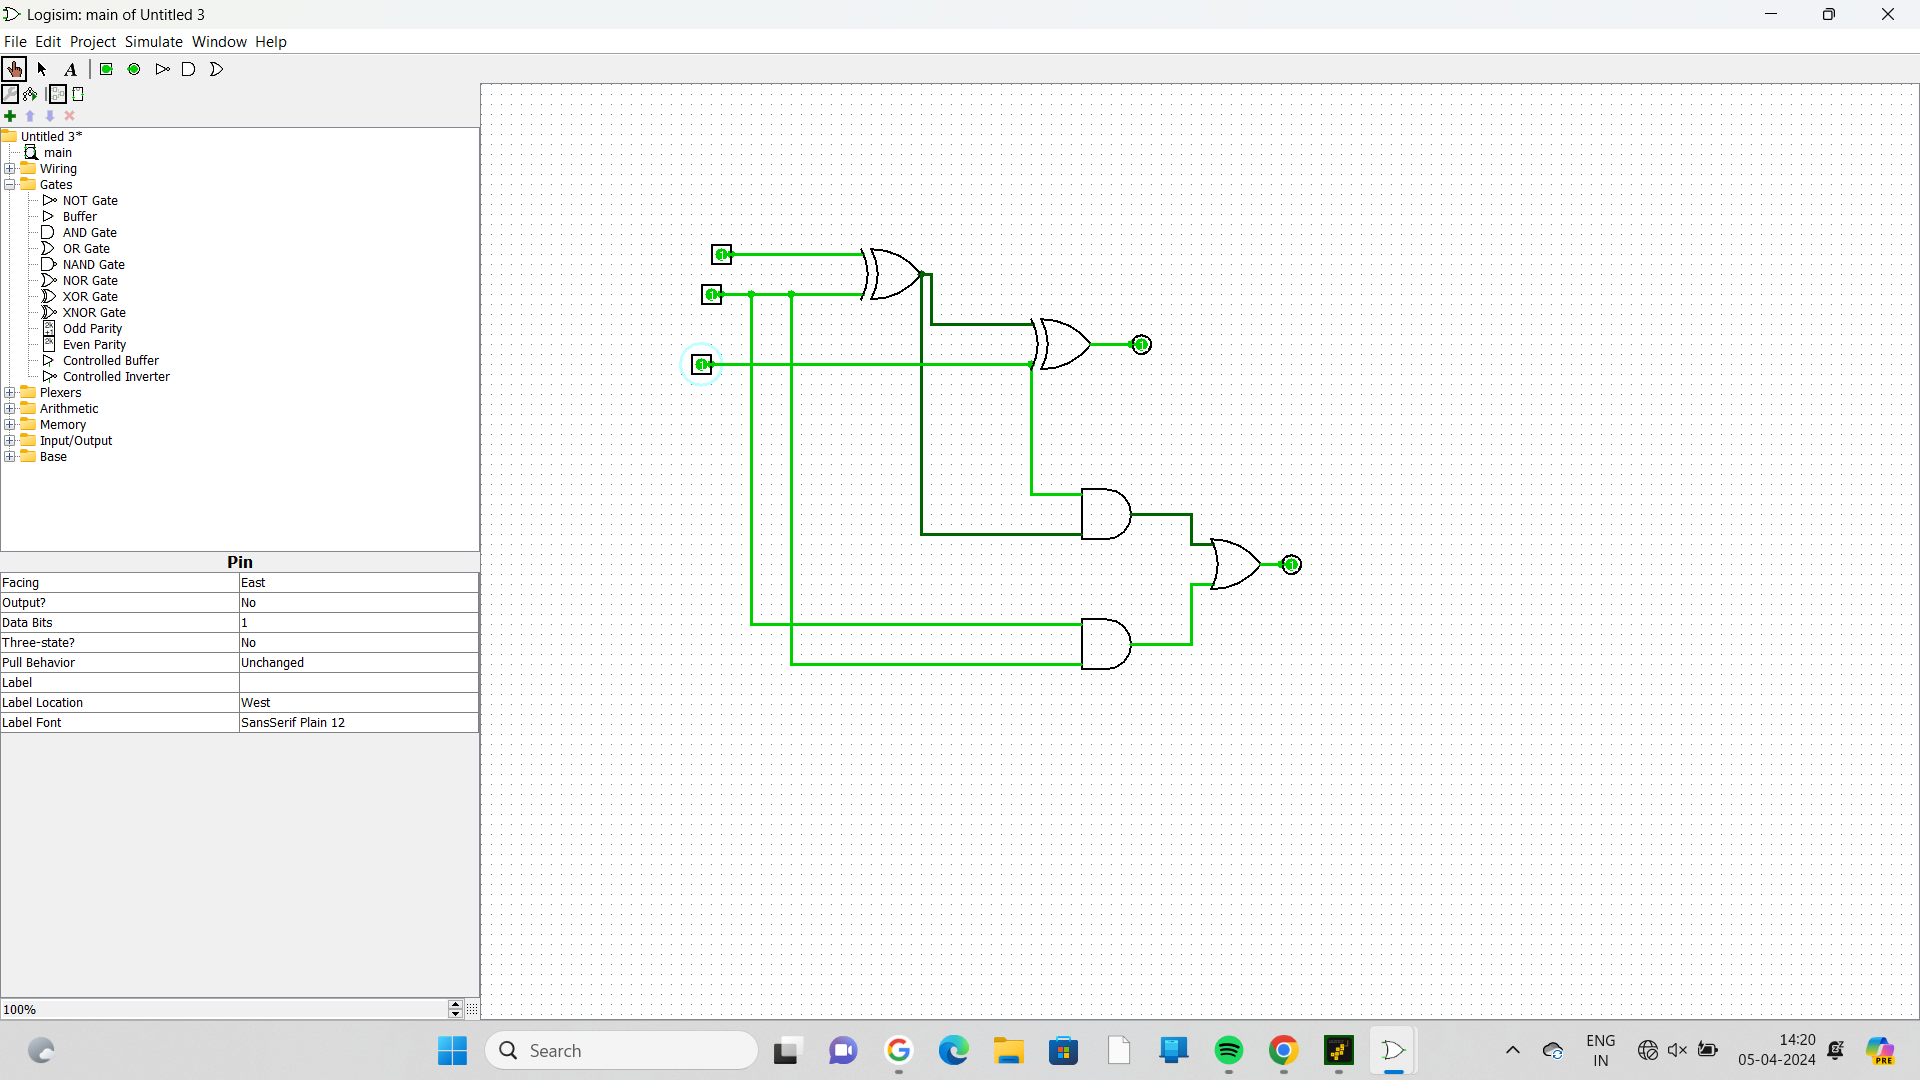 Logisim: main of Untitled 3
File Edit Project Simulate Window Help
A
Untitled 3*
main
Wiring
Gates
NOT Gate
Buffer
AND Gate
OR Gate
NAND Gate
NOR Gate
XOR Gate
XNOR Gate
Odd Parity
Even Parity
Controlled Buffer
Controlled Inverter
Plexers
Arithmetic
Memory
Input/Output
Base
Pin
Facing East
Output? No
Data Bits 1
Three-state? No
Pull Behavior Unchanged
Label
Label Location West
Label Font SansSerif Plain 12
100%
1
1
1
1
1
Search
ENG
IN
14:20
05-04-2024
PRE